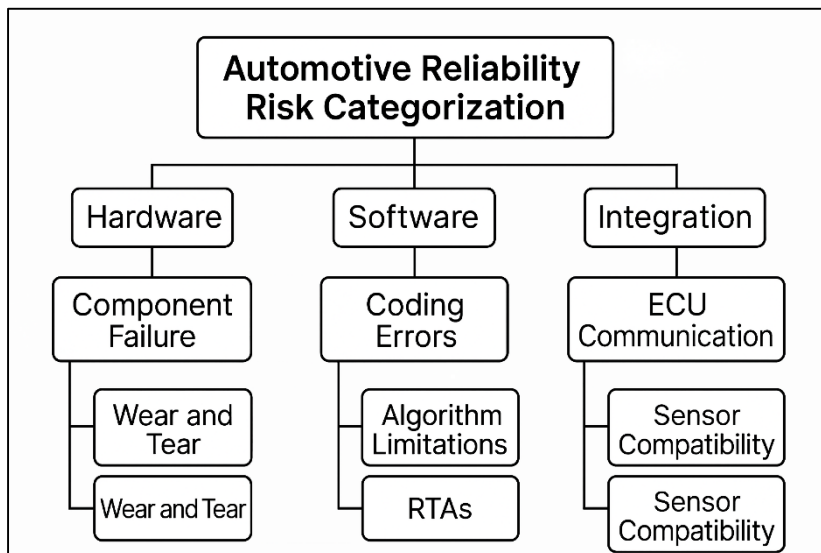 Automotive Reliability
Risk Categorization
Hardware
Software
Integration
Component
Failure
Coding
Errors
ECU
Communication
Wear and
Tear
Algorithm
Limitations
Sensor
Compatibility
Wear and Tear
RTAs
Sensor
Compatibility